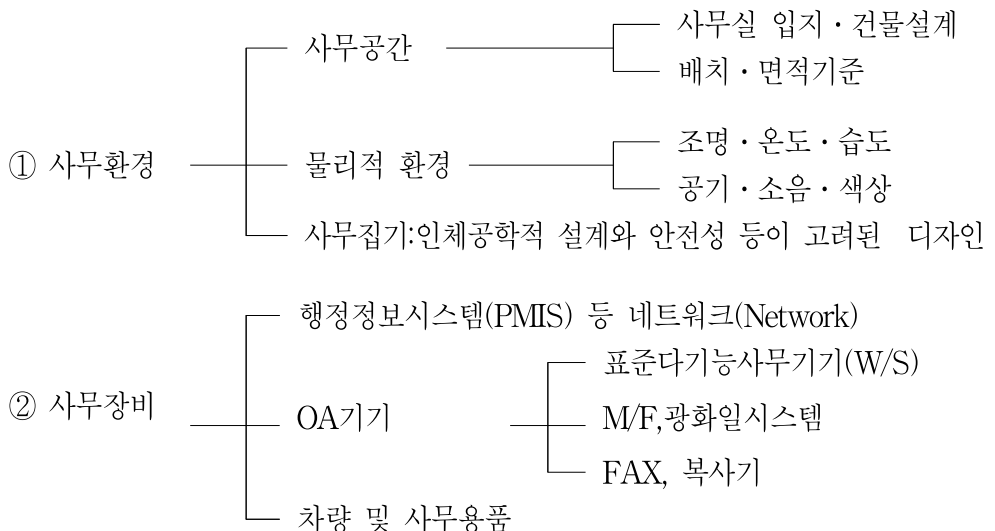 사무실 입지·건물설계
사무공간
배치·면적기준
조명·온도·습도
① 사무환경
물리적 환경
공기·소음·색상
사무집기:인체공학적 설계와 안전성 등이 고려된 디자인
행정정보시스템(PMIS) 등 네트워크(Network)
표준다기능사무기기(W/S)
② 사무장비
OA기기
M/F,광화일시스템
FAX, 복사기
차량 및 사무용품